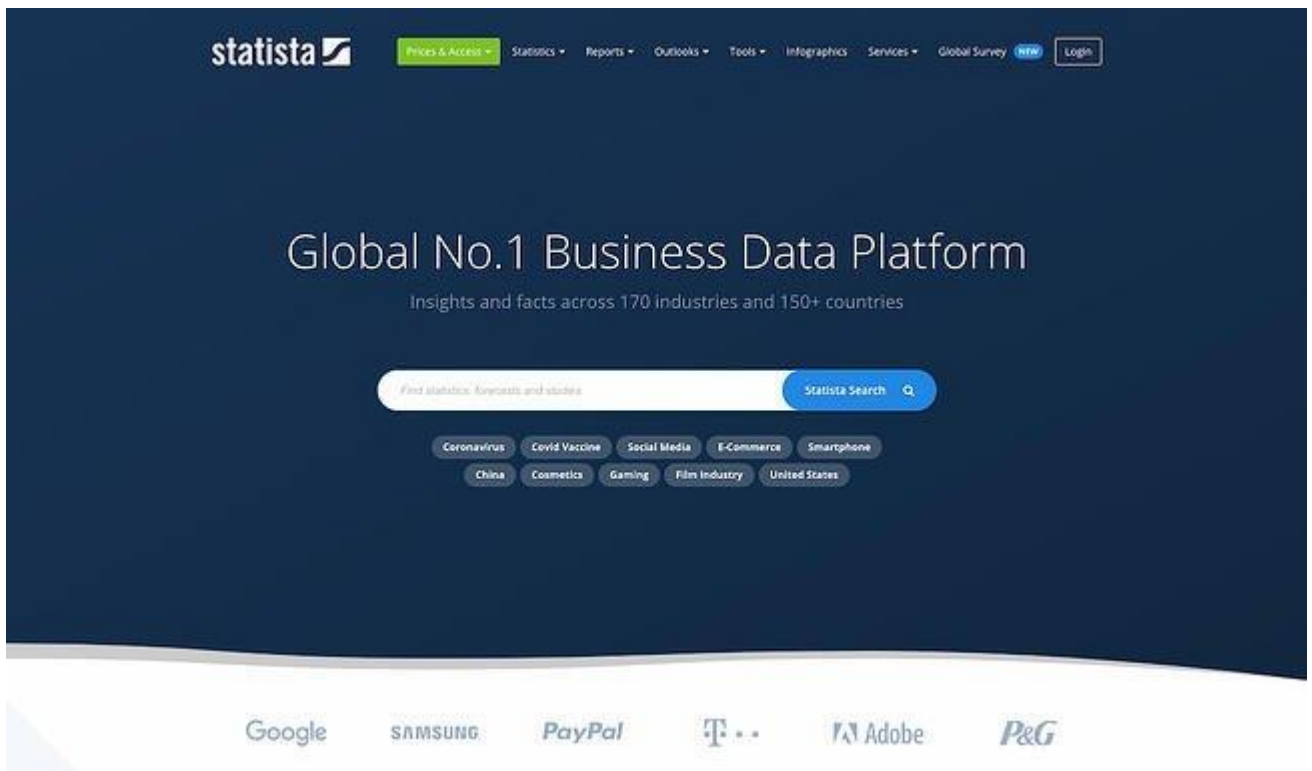 statista Prices & Access Statistics Reports Outlooks Tools Infographics Services Global Survey NEW Login
Global No.1 Business Data Platform
Insights and facts across 170 industries and 150+ countries
Find statistics, forecasts and studies Statista Search
Coronavirus Covid Vaccine Social Media E-Commerce Smartphone
China Cosmetics Gaming Film Industry United States
Google SAMSUNG PayPal T.. Adobe P&G